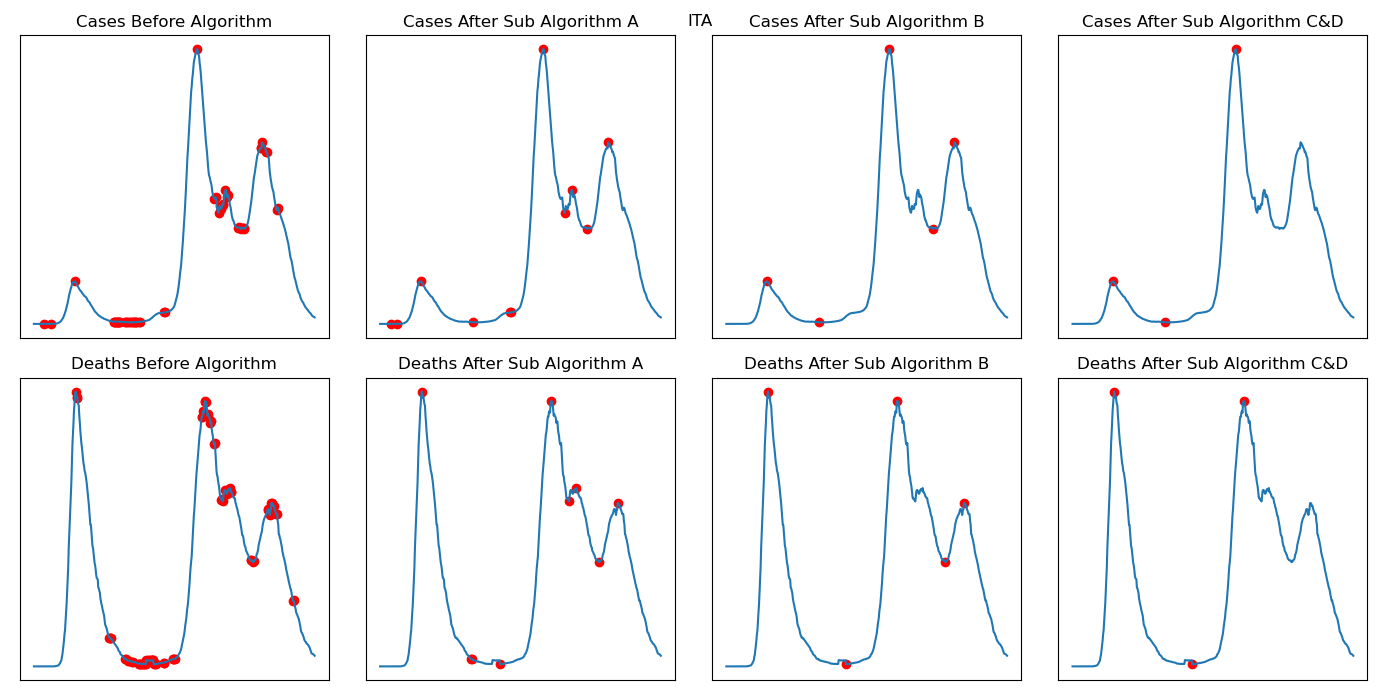 ITA
Cases Before Algorithm
Cases After Sub Algorithm A
Cases After Sub Algorithm B
Cases After Sub Algorithm C&D
Deaths Before Algorithm
Deaths After Sub Algorithm A
Deaths After Sub Algorithm B
Deaths After Sub Algorithm C&D